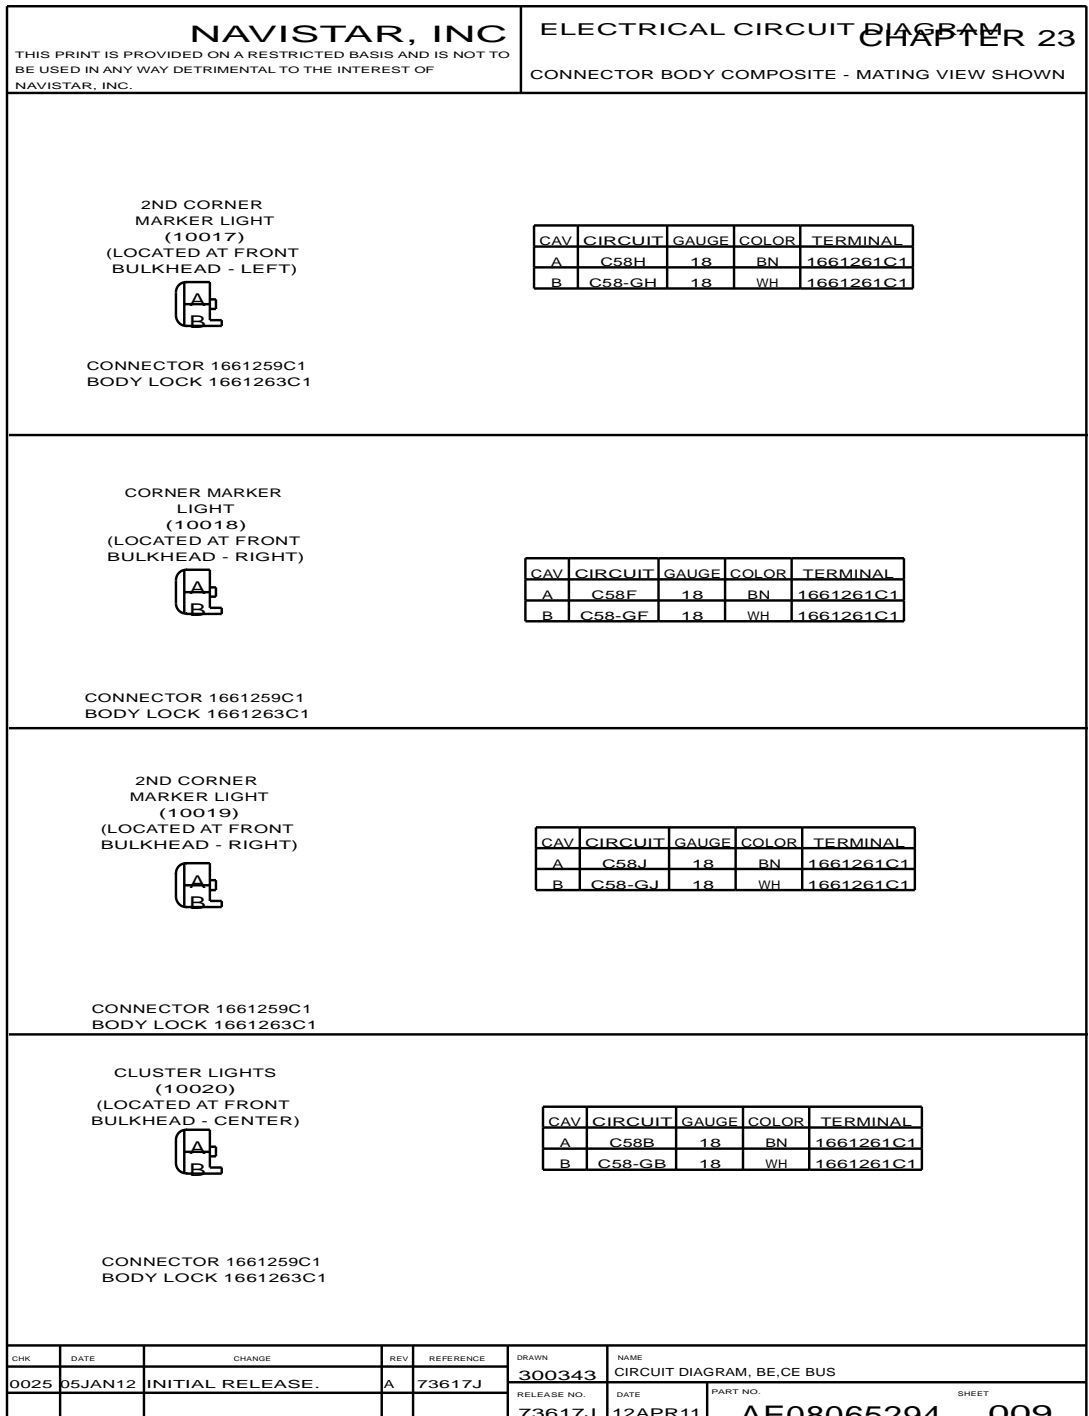 NAVISTAR, INC
THIS PRINT IS PROVIDED ON A RESTRICTED BASIS AND IS NOT TO
BE USED IN ANY WAY DETRIMENTAL TO THE INTEREST OF
NAVISTAR, INC.
ELECTRICAL CIRCUIT DIAGRAM
CHAPTER 23
CONNECTOR BODY COMPOSITE - MATING VIEW SHOWN
2ND CORNER
MARKER LIGHT
(10017)
(LOCATED AT FRONT
BULKHEAD - LEFT)
A
B
CONNECTOR 1661259C1
BODY LOCK 1661263C1
CAV CIRCUIT GAUGE COLOR TERMINAL
A C58H 18 BN 1661261C1
B C58-GH 18 WH 1661261C1
CORNER MARKER
LIGHT
(10018)
(LOCATED AT FRONT
BULKHEAD - RIGHT)
A
B
CONNECTOR 1661259C1
BODY LOCK 1661263C1
CAV CIRCUIT GAUGE COLOR TERMINAL
A C58F 18 BN 1661261C1
B C58-GF 18 WH 1661261C1
2ND CORNER
MARKER LIGHT
(10019)
(LOCATED AT FRONT
BULKHEAD - RIGHT)
A
B
CONNECTOR 1661259C1
BODY LOCK 1661263C1
CAV CIRCUIT GAUGE COLOR TERMINAL
A C58J 18 BN 1661261C1
B C58-GJ 18 WH 1661261C1
CLUSTER LIGHTS
(10020)
(LOCATED AT FRONT
BULKHEAD - CENTER)
A
B
CONNECTOR 1661259C1
BODY LOCK 1661263C1
CAV CIRCUIT GAUGE COLOR TERMINAL
A C58B 18 BN 1661261C1
B C58-GB 18 WH 1661261C1
CHK DATE CHANGE REV REFERENCE
0025 05JAN12 INITIAL RELEASE. A 73617J
DRAWN
300343
NAME
CIRCUIT DIAGRAM, BE,CE BUS
RELEASE NO. DATE PART NO. SHEET
73617J 12APR11 AE08065294 009